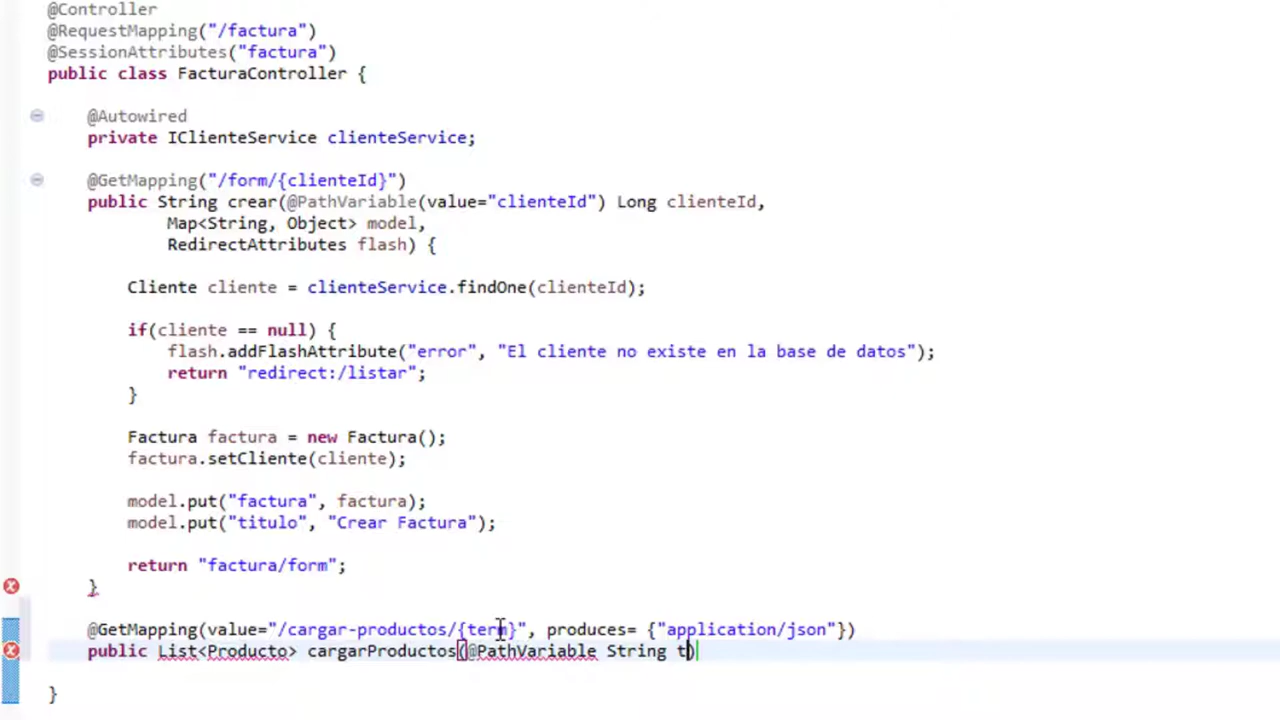 @Controller
@RequestMapping("/factura")
@SessionAttributes("factura")
public class FacturaController {
@Autowired
private IClienteService clienteService;
@GetMapping("/form/{clienteId}")
public String crear(@PathVariable(value="clienteId") Long clienteId,
Map<String, Object> model,
RedirectAttributes flash) {
Cliente cliente = clienteService.findOne(clienteId);
if(cliente == null) {
flash.addFlashAttribute("error", "El cliente no existe en la base de datos");
return "redirect:/listar";
}
Factura factura = new Factura();
factura.setCliente(cliente);
model.put("factura", factura);
model.put("titulo", "Crear Factura");
return "factura/form";
}
@GetMapping(value="/cargar-productos/{term}", produces= {"application/json"})
public List<Producto> cargarProductos(@PathVariable String t)
}